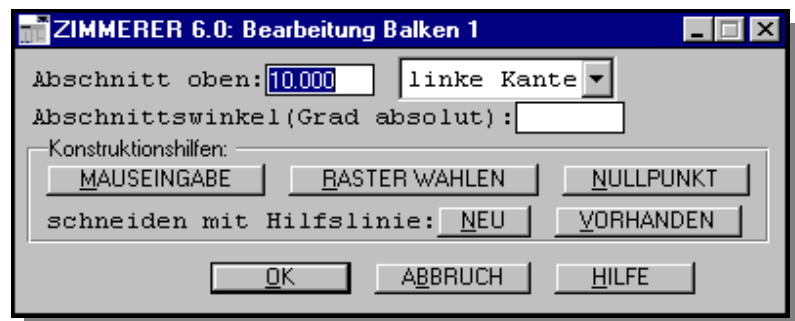 ZIMMERER 6.0: Bearbeitung Balken 1
Abschnitt oben: 10.000 linke Kante
Abschnittswinkel(Grad absolut):
Konstruktionshilfen:
MAUSEINGABE RASTER WAHLEN NULLPUNKT
schneiden mit Hilfslinie: NEU VORHANDEN
OK ABBRUCH HILFE